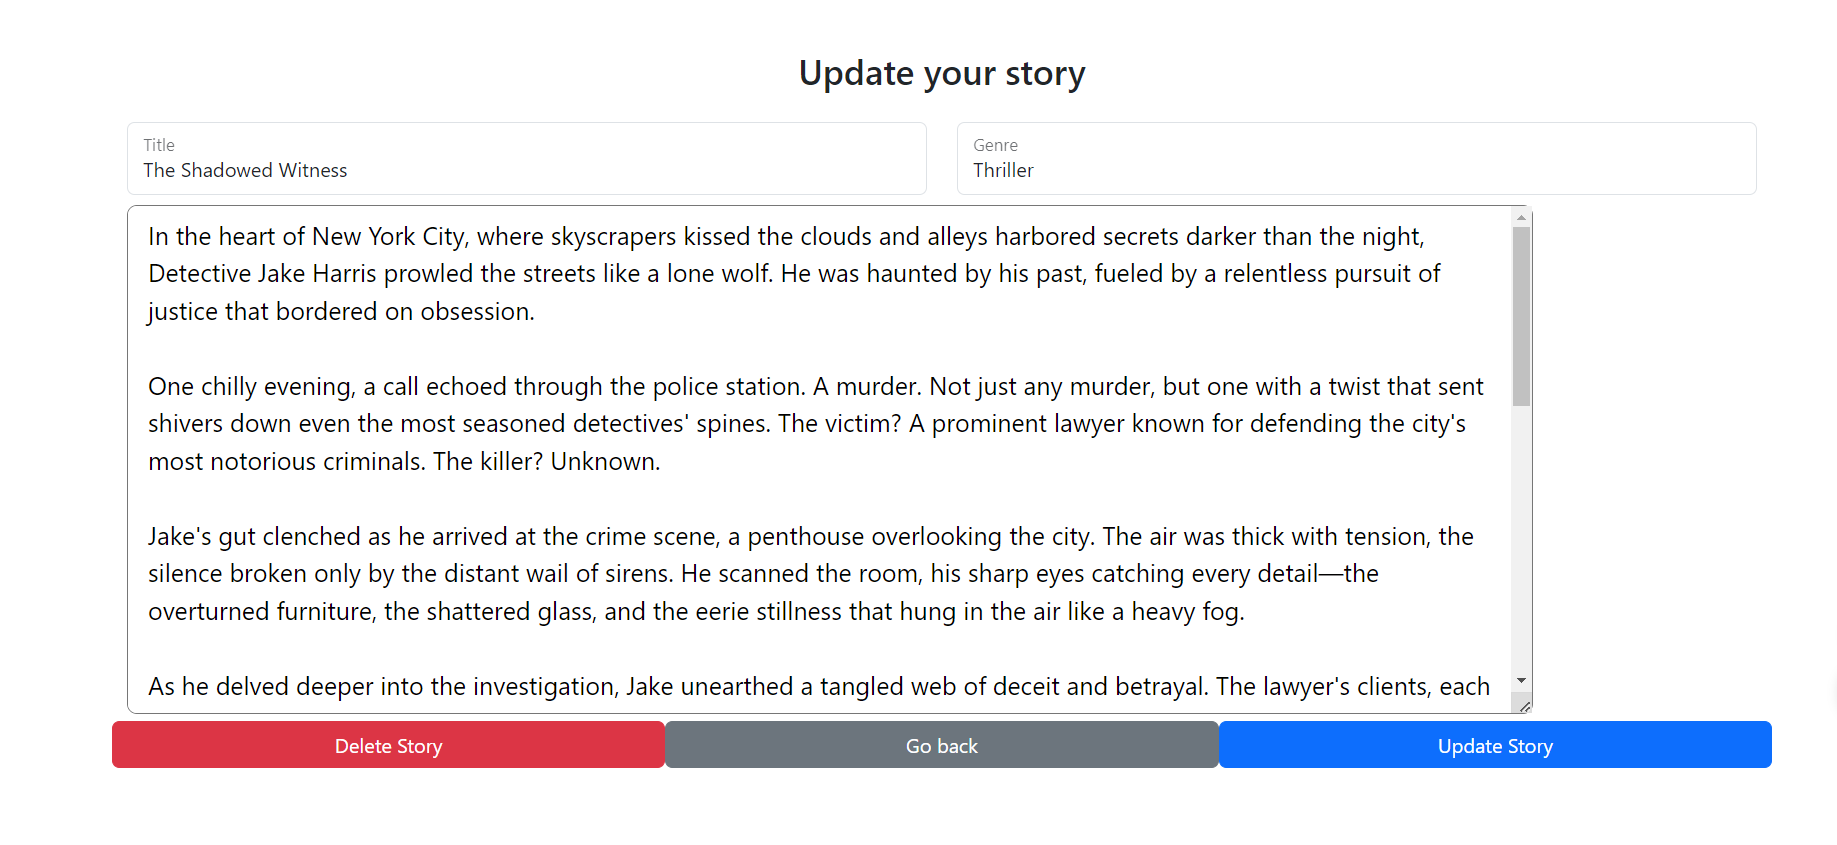 Update your story
Title
The Shadowed Witness
Genre
Thriller
In the heart of New York City, where skyscrapers kissed the clouds and alleys harbored secrets darker than the night,
Detective Jake Harris prowled the streets like a lone wolf. He was haunted by his past, fueled by a relentless pursuit of
justice that bordered on obsession.
One chilly evening, a call echoed through the police station. A murder. Not just any murder, but one with a twist that sent
shivers down even the most seasoned detectives' spines. The victim? A prominent lawyer known for defending the city's
most notorious criminals. The killer? Unknown.
Jake's gut clenched as he arrived at the crime scene, a penthouse overlooking the city. The air was thick with tension, the
silence broken only by the distant wail of sirens. He scanned the room, his sharp eyes catching every detail—the
overturned furniture, the shattered glass, and the eerie stillness that hung in the air like a heavy fog.
As he delved deeper into the investigation, Jake unearthed a tangled web of deceit and betrayal. The lawyer's clients, each
Delete Story
Go back
Update Story